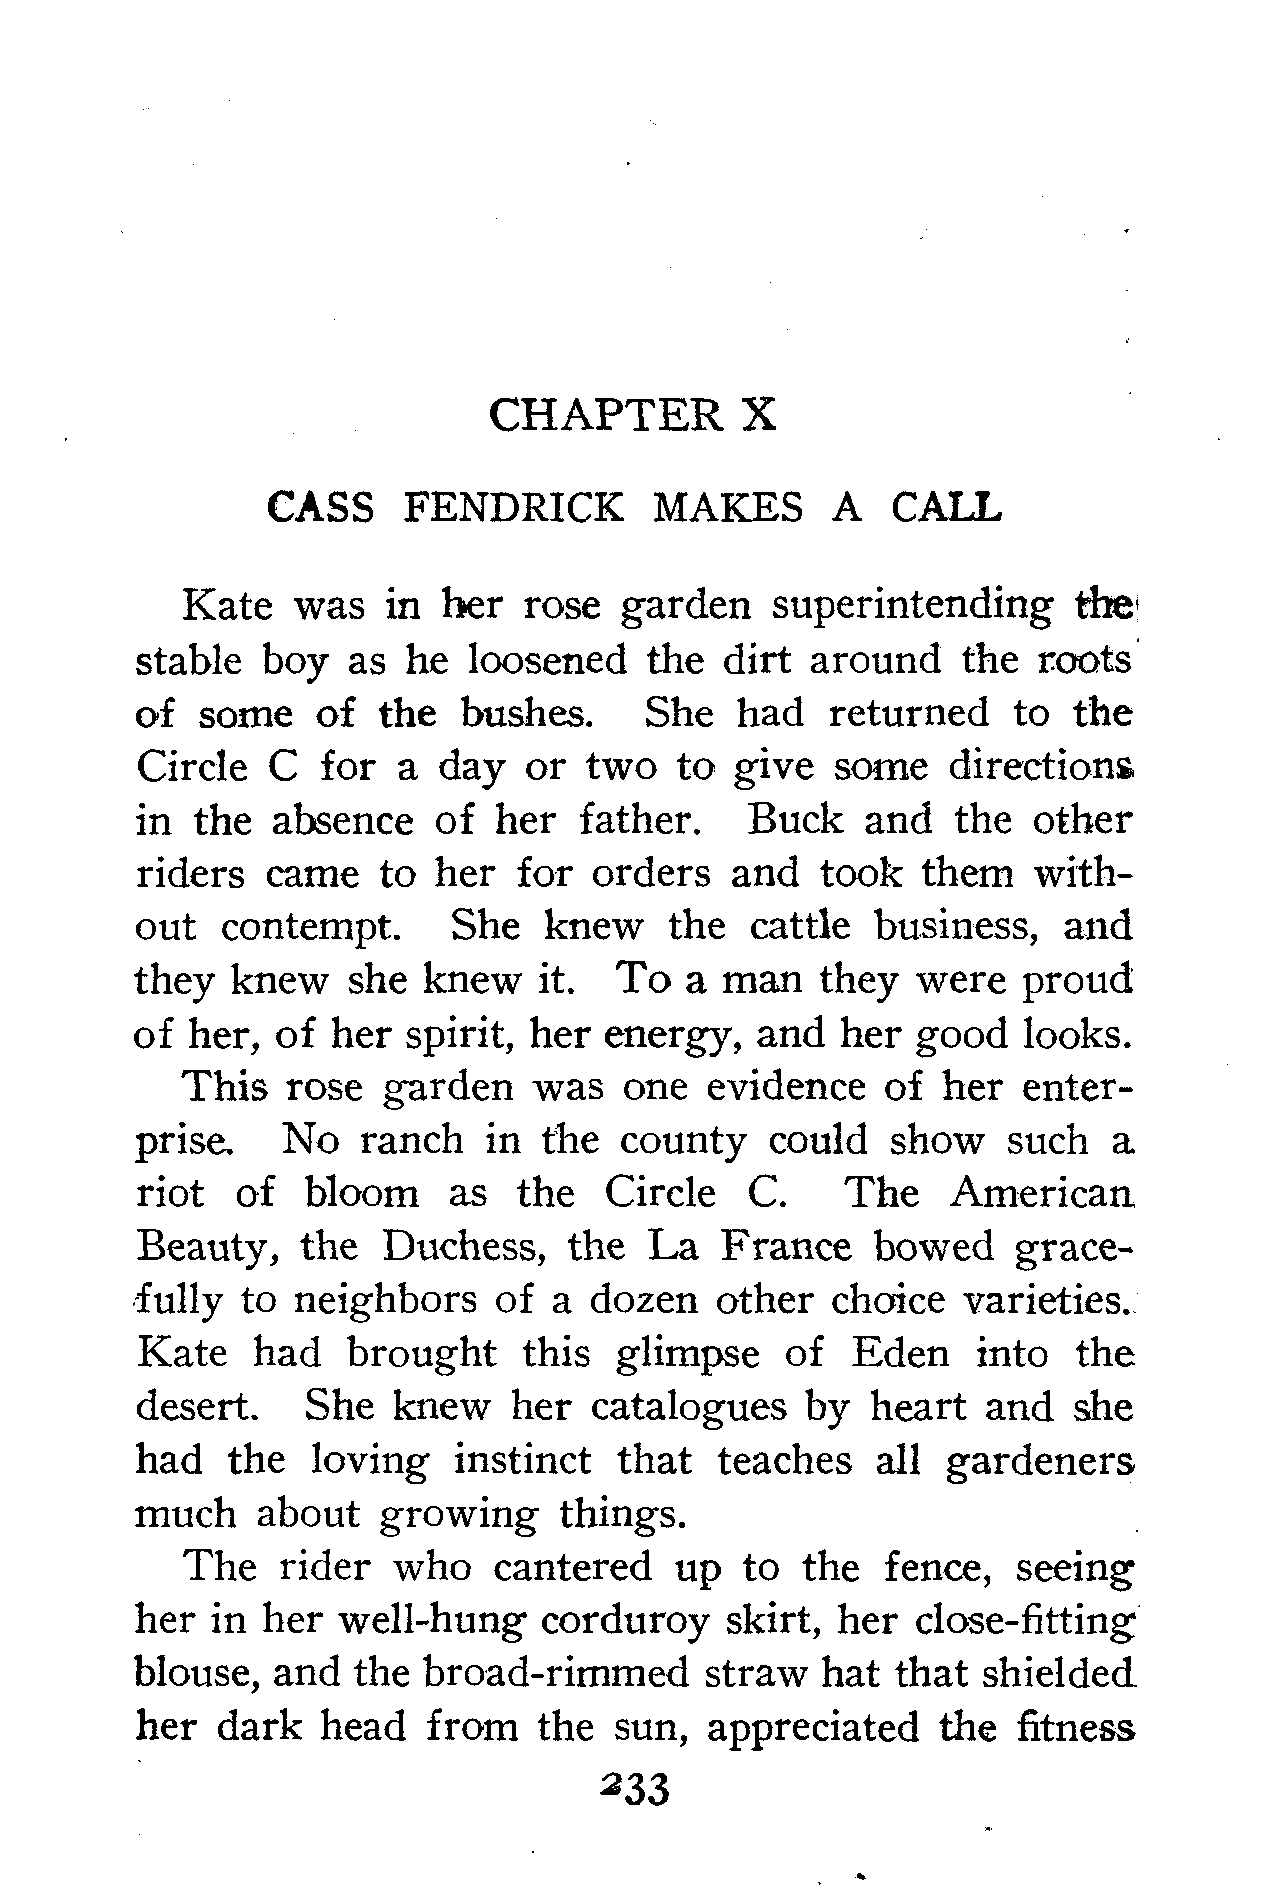 CHAPTER X
CASS FENDRICK MAKES A CALL
Kate was in her rose garden superintending the
stable boy as he loosened the dirt around the roots
of some of the bushes. She had returned to the
Circle C for a day or two to give some directions
in the absence of her father. Buck and the other
riders came to her for orders and took them with-
out contempt. She knew the cattle business, and
they knew she knew it. To a man they were proud
of her, of her spirit, her energy, and her good looks.
This rose garden was one evidence of her enter-
prise. No ranch in the county could show such a
riot of bloom as the Circle C. The American
Beauty, the Duchess, the La France bowed grace-
fully to neighbors of a dozen other choice varieties.
Kate had brought this glimpse of Eden into the
desert. She knew her catalogues by heart and she
had the loving instinct that teaches all gardeners
much about growing things.
The rider who cantered up to the fence, seeing
her in her well-hung corduroy skirt, her close-fitting
blouse, and the broad-rimmed straw hat that shielded
her dark head from the sun, appreciated the fitness
233